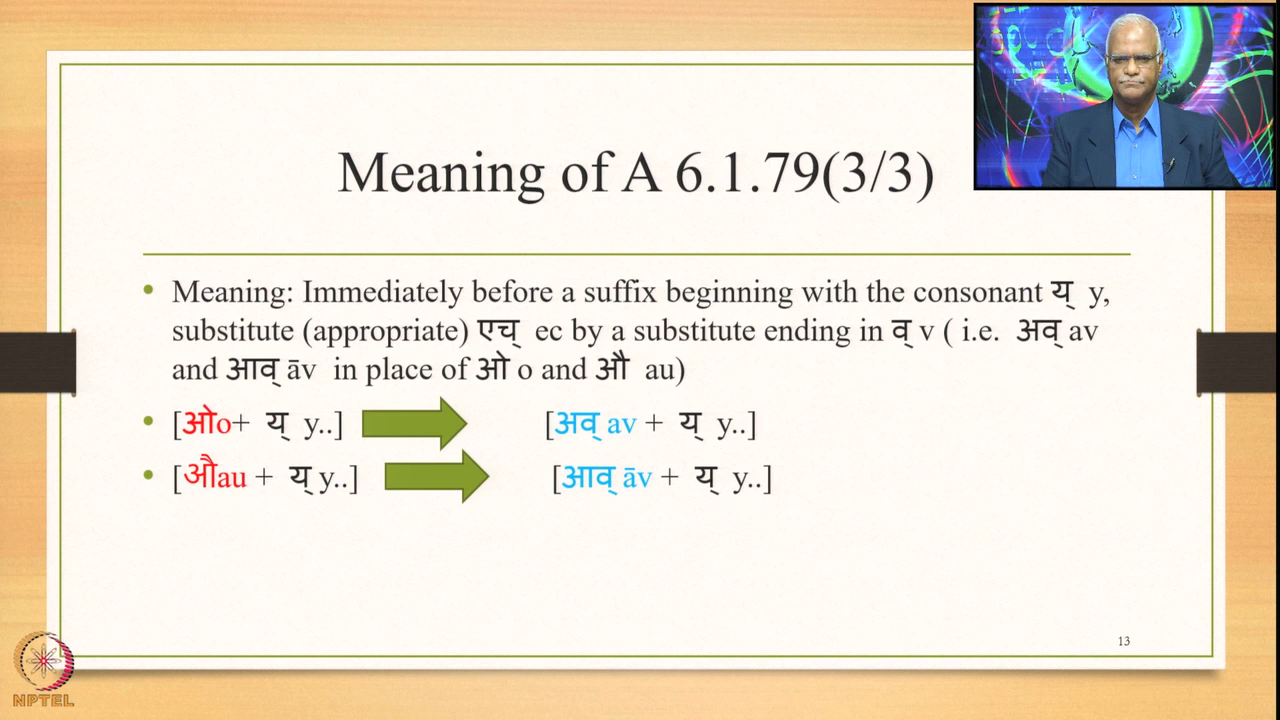 Meaning of A 6.1.79(3/3)
• Meaning: Immediately before a suffix beginning with the consonant य् y,
substitute (appropriate) एच् ec by a substitute ending in व् v ( i.e. अव् av
and आव् āv in place of ओ o and औ au)
• [ओo+ य् y..] [अव् av + य् y..]
• [औau + य् y..] [आव् āv + य् y..]
13
NPTEL